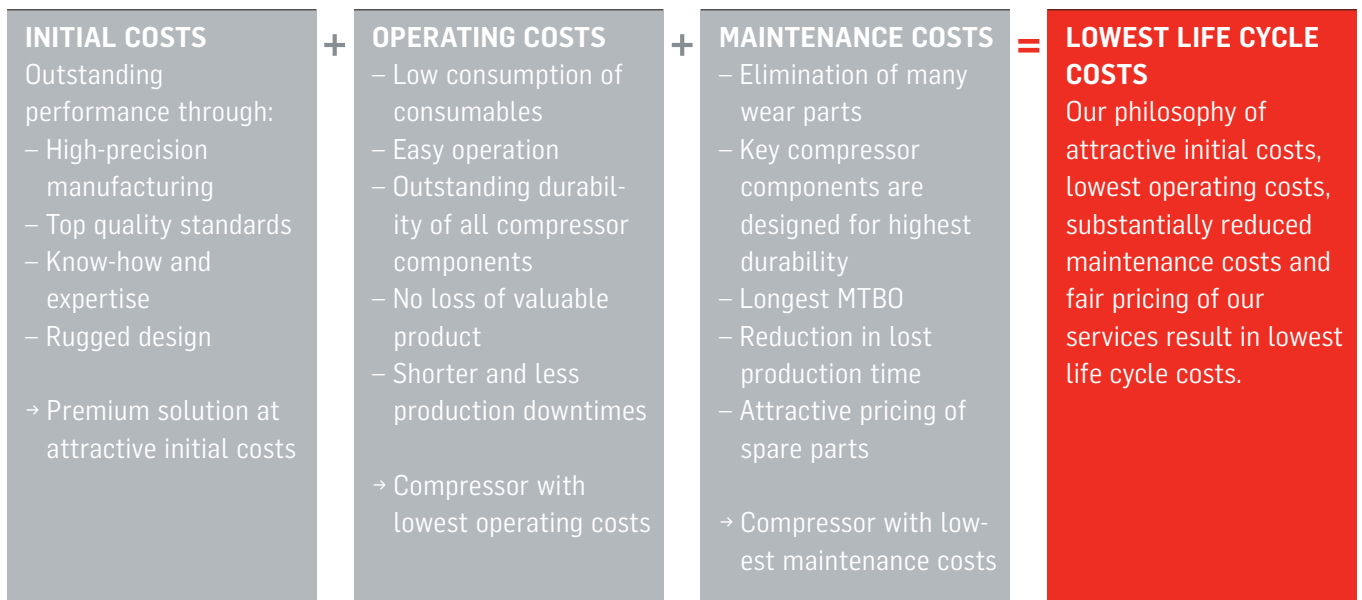 INITIAL COSTS
Outstanding
performance through:
– High-precision
manufacturing
– Top quality standards
– Know-how and
expertise
– Rugged design
→ Premium solution at
attractive initial costs
+
OPERATING COSTS
– Low consumption of
consumables
– Easy operation
– Outstanding durabil-
ity of all compressor
components
– No loss of valuable
product
– Shorter and less
production downtimes
→ Compressor with
lowest operating costs
+
MAINTENANCE COSTS
– Elimination of many
wear parts
– Key compressor
components are
designed for highest
durability
– Longest MTBO
– Reduction in lost
production time
– Attractive pricing of
spare parts
→ Compressor with low-
est maintenance costs
=
LOWEST LIFE CYCLE
COSTS
Our philosophy of
attractive initial costs,
lowest operating costs,
substantially reduced
maintenance costs and
fair pricing of our
services result in lowest
life cycle costs.